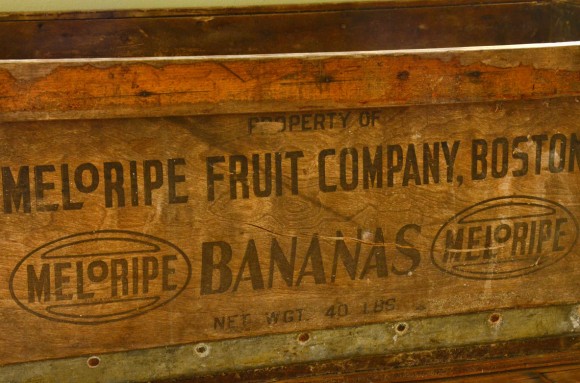 PROPERTY OF
MELORIPE FRUIT COMPANY, BOSTON
MELORIPE BANANAS MELORIPE
NET WGT. 40 LBS.